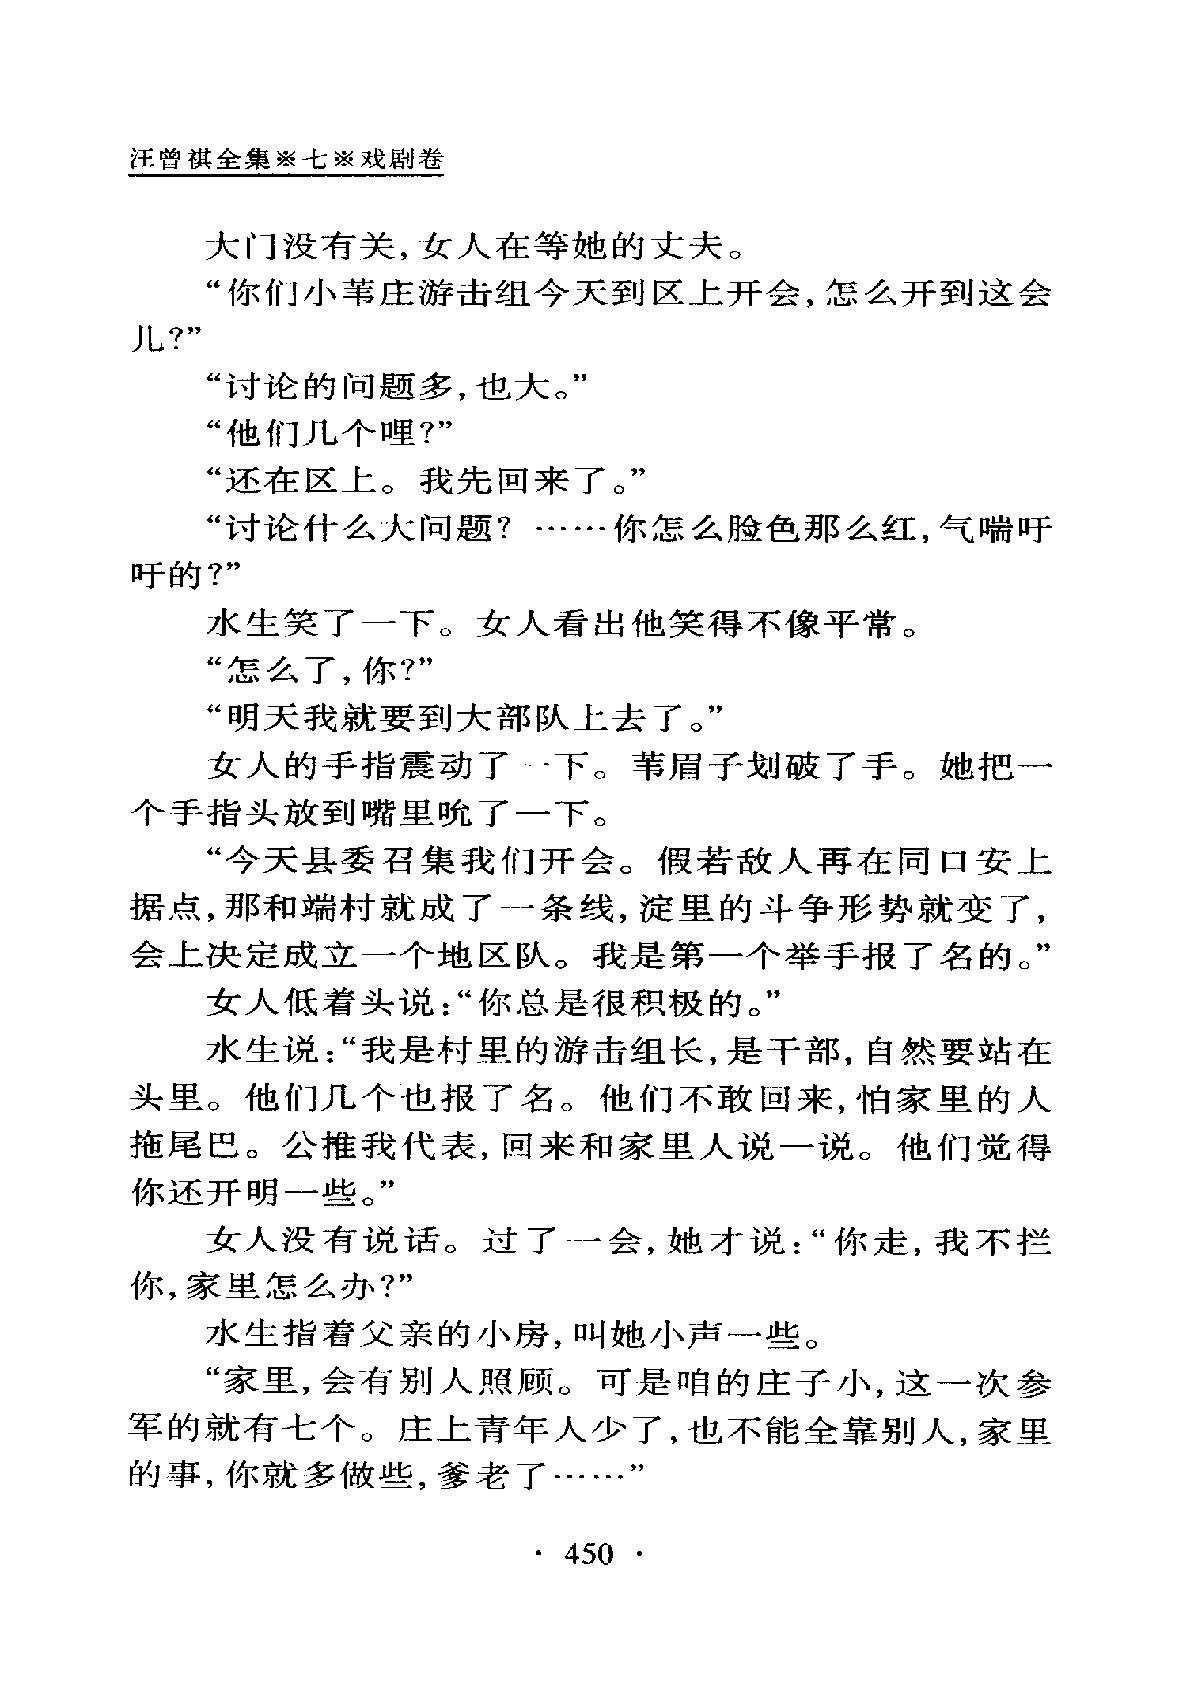 汪曾祺全集※七※戏剧卷
大门没有关,女人在等她的丈夫。
“你们小苇庄游击组今天到区上开会,怎么开到这会
儿?”
“讨论的问题多,也大。”
“他们几个哩?”
“还在区上。我先回来了。”
“讨论什么大问题? ……你怎么脸色那么红,气喘吁
吁的?”
水生笑了一下。女人看出他笑得不像平常。
“怎么了,你?”
“明天我就要到大部队上去了。”
女人的手指震动了一下。苇眉子划破了手。她把一
个手指头放到嘴里吮了一下。
“今天县委召集我们开会。假若敌人再在同口安上
据点,那和端村就成了一条线,淀里的斗争形势就变了,
会上决定成立一个地区队。我是第一个举手报了名的。”
女人低着头说:“你总是很积极的。”
水生说:“我是村里的游击组长,是干部,自然要站在
头里。他们几个也报了名。他们不敢回来,怕家里的人
拖尾巴。公推我代表,回来和家里人说一说。他们觉得
你还开明一些。”
女人没有说话。过了一会,她才说:“你走,我不拦
你,家里怎么办?”
水生指着父亲的小房,叫她小声一些。
“家里,会有别人照顾。可是咱的庄子小,这一次参
军的就有七个。庄上青年人少了,也不能全靠别人,家里
的事,你就多做些,爹老了……”
· 450 ·